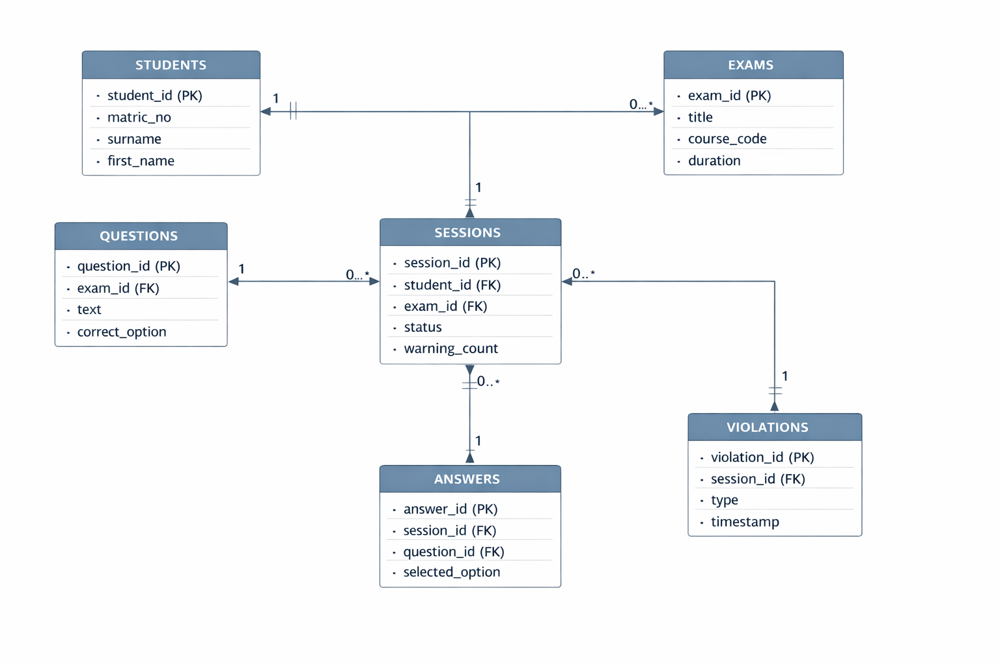 STUDENTS
· student_id (PK)
· matric_no
· surname
· first_name
1
0...*
EXAMS
· exam_id (PK)
· title
· course_code
· duration
1
QUESTIONS
· question_id (PK)
· exam_id (FK)
· text
· correct_option
1
0...*
SESSIONS
· session_id (PK)
· student_id (FK)
· exam_id (FK)
· status
· warning_count
0..*
0..*
1
1
ANSWERS
· answer_id (PK)
· session_id (FK)
· question_id (FK)
· selected_option
VIOLATIONS
· violation_id (PK)
· session_id (FK)
· type
· timestamp